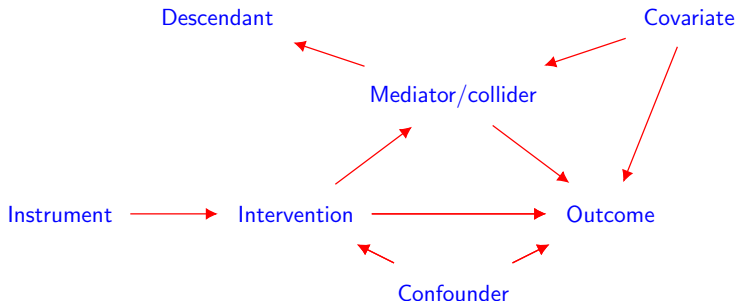 Descendant
Covariate
Mediator/collider
Instrument
Intervention
Outcome
Confounder